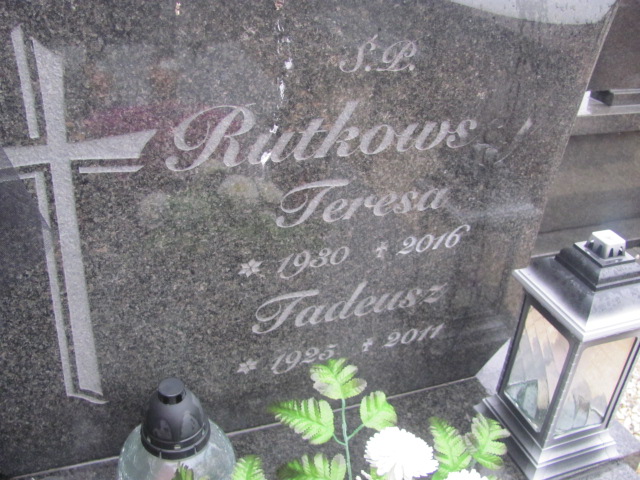 Ś.P.
Rutkows
Teresa
* 1930 + 2016
Tadeusz
* 1925 + 2011